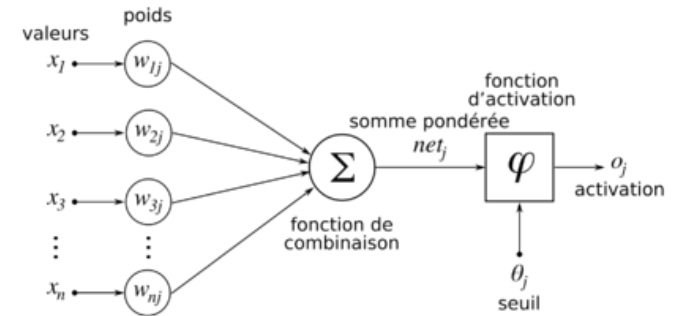 valeurs
poids
x1
w1j
x2
w2j
x3
w3j
⋮
⋮
xn
wnj
Σ
fonction de
combinaison
somme pondérée
netj
fonction
d'activation
φ
oj
activation
θj
seuil